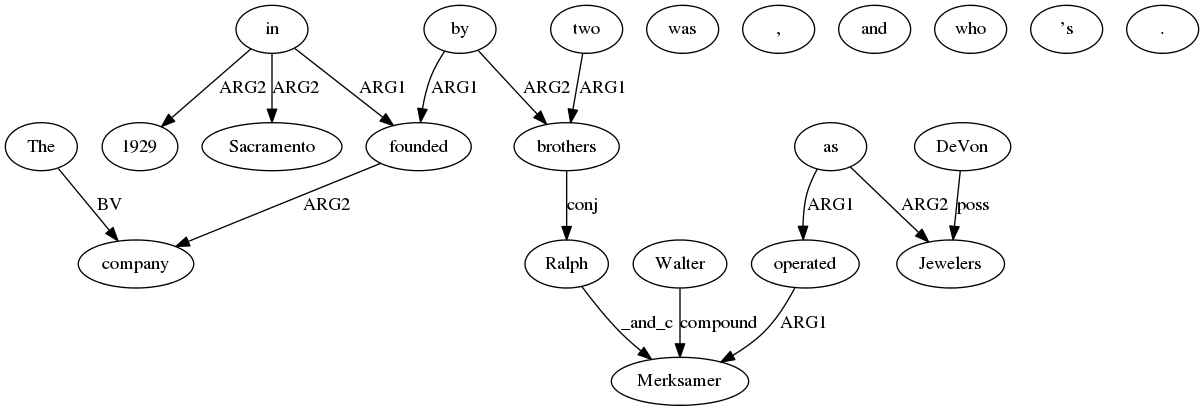 in by two was , and who ’s .
ARG2 ARG2 ARG1 ARG1 ARG2 ARG1
The 1929 Sacramento founded brothers as DeVon
BV ARG2 conj ARG1 ARG2 poss
company Ralph Walter operated Jewelers
_and_c compound ARG1
Merksamer